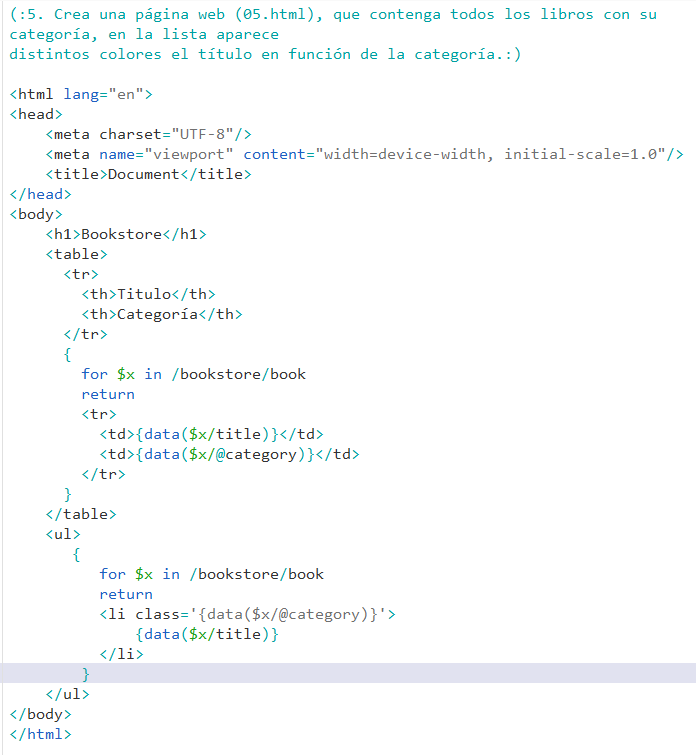 (:5. Crea una página web (05.html), que contenga todos los libros con su
categoría, en la lista aparece
distintos colores el título en función de la categoría.:)
<html lang="en">
<head>
<meta charset="UTF-8"/>
<meta name="viewport" content="width=device-width, initial-scale=1.0"/>
<title>Document</title>
</head>
<body>
<h1>Bookstore</h1>
<table>
<tr>
<th>Titulo</th>
<th>Categoría</th>
</tr>
{
for $x in /bookstore/book
return
<tr>
<td>{data($x/title)}</td>
<td>{data($x/@category)}</td>
</tr>
}
</table>
<ul>
{
for $x in /bookstore/book
return
<li class='{data($x/@category)}'>
{data($x/title)}
</li>
}
</ul>
</body>
</html>